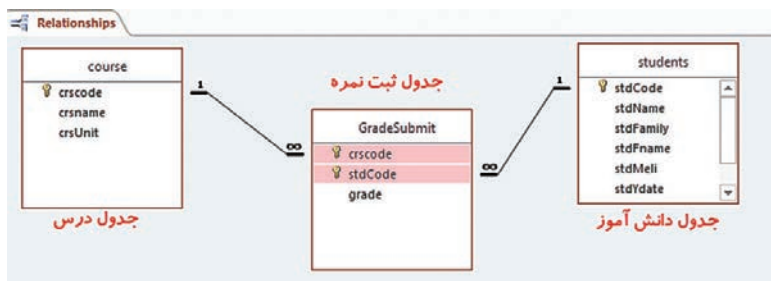 Relationships
course
crscode
crsname
crsUnit
جدول درس
1
∞
جدول ثبت نمره
GradeSubmit
crscode
stdCode
grade
∞
1
students
stdCode
stdName
stdFamily
stdFname
stdMeli
stdYdate
جدول دانش آموز